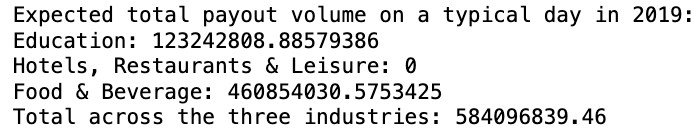 Expected total payout volume on a typical day in 2019:
Education: 123242808.88579386
Hotels, Restaurants & Leisure: 0
Food & Beverage: 460854030.5753425
Total across the three industries: 584096839.46